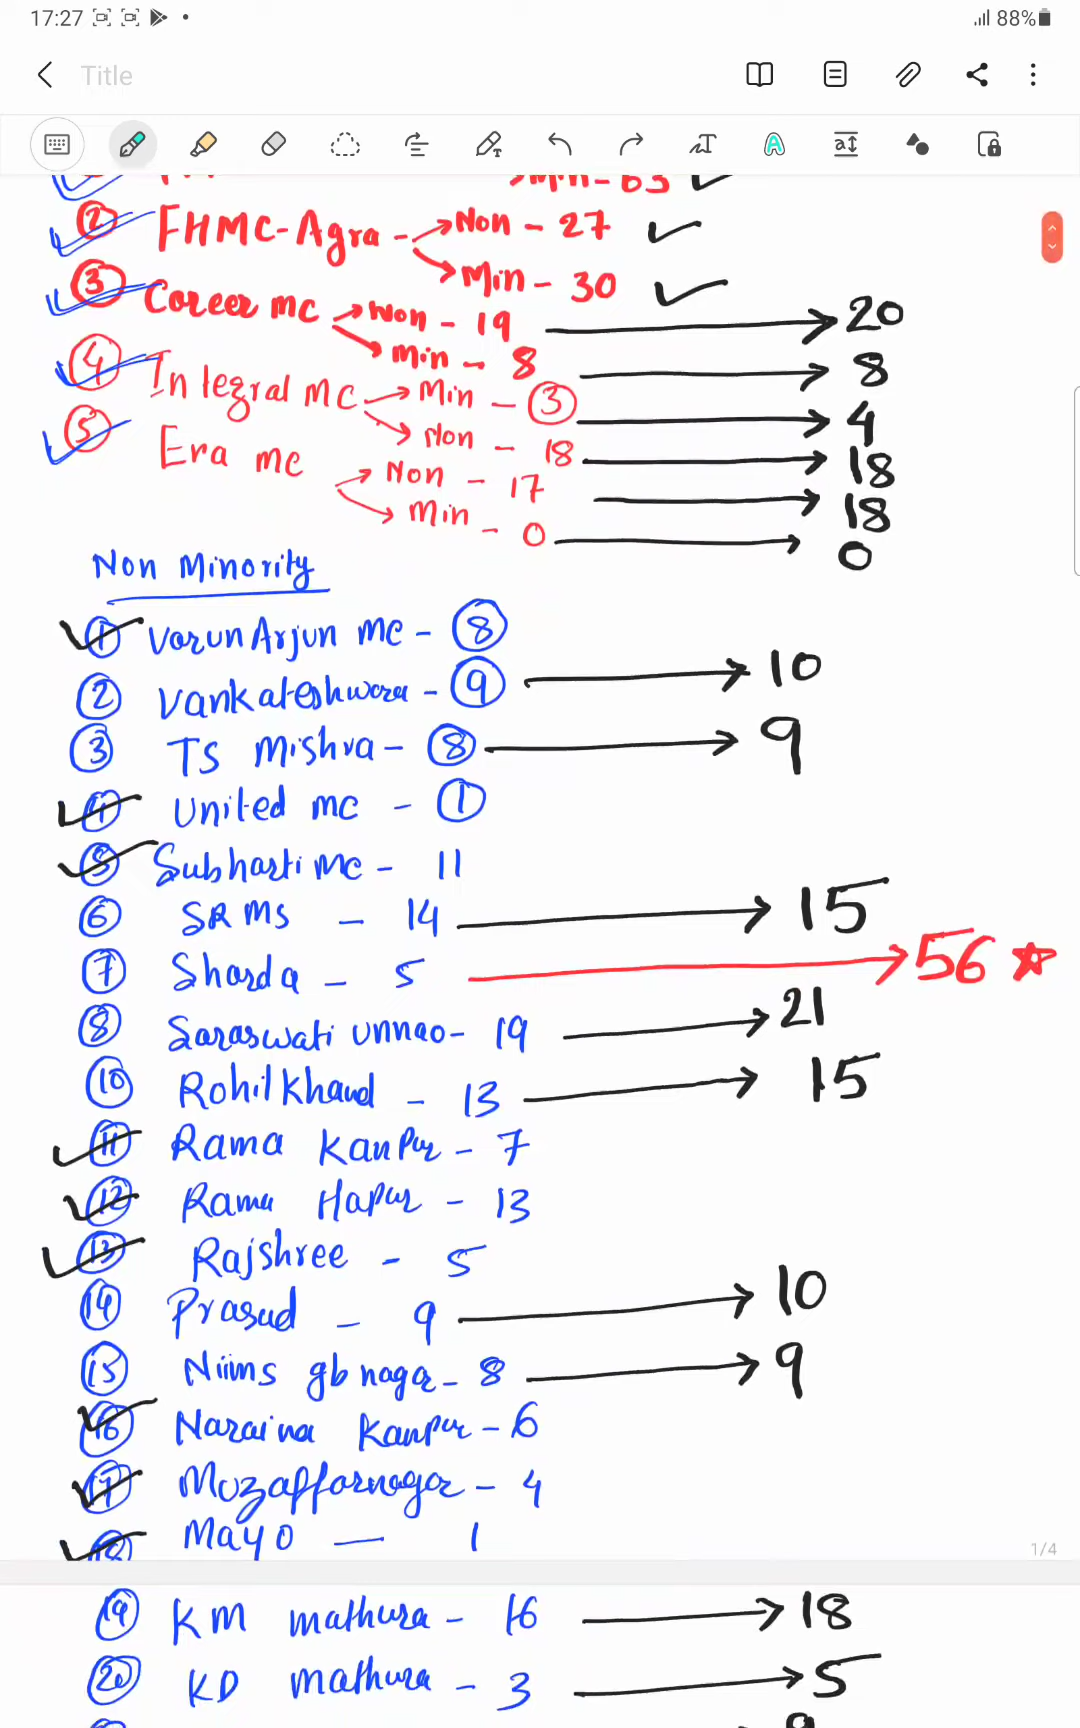 17:27 88%
Title
Min - 63
② FHMC-Agra - Non - 27
Min - 30
③ Career mc Non - 19 → 20
Min - 8 → 8
④ Integral MC Min - 3 → 4
Non - 18 → 18
⑤ Era mc Non - 17 → 18
Min - 0 → 0
Non Minority
① Varun Arjun mc - 8
② Vankateshwara - 9 → 10
③ TS Mishra - 8 → 9
④ United mc - 1
⑤ Subharti Mc - 11
⑥ SRMS - 14 → 15
⑦ Sharda - 5 → 56 ☆
⑧ Saraswati unnao - 19 → 21
⑩ Rohilkhand - 13 → 15
⑪ Rama Kanpur - 7
⑫ Rama Hapur - 13
⑬ Rajshree - 5
⑭ Prasad - 9 → 10
⑮ Niims gb nagar - 8 → 9
⑯ Naraina Kanpur - 6
⑰ Muzaffarnagar - 4
⑱ Mayo - 1
1/4
⑲ KM mathura - 16 → 18
⑳ KD mathura - 3 → 5